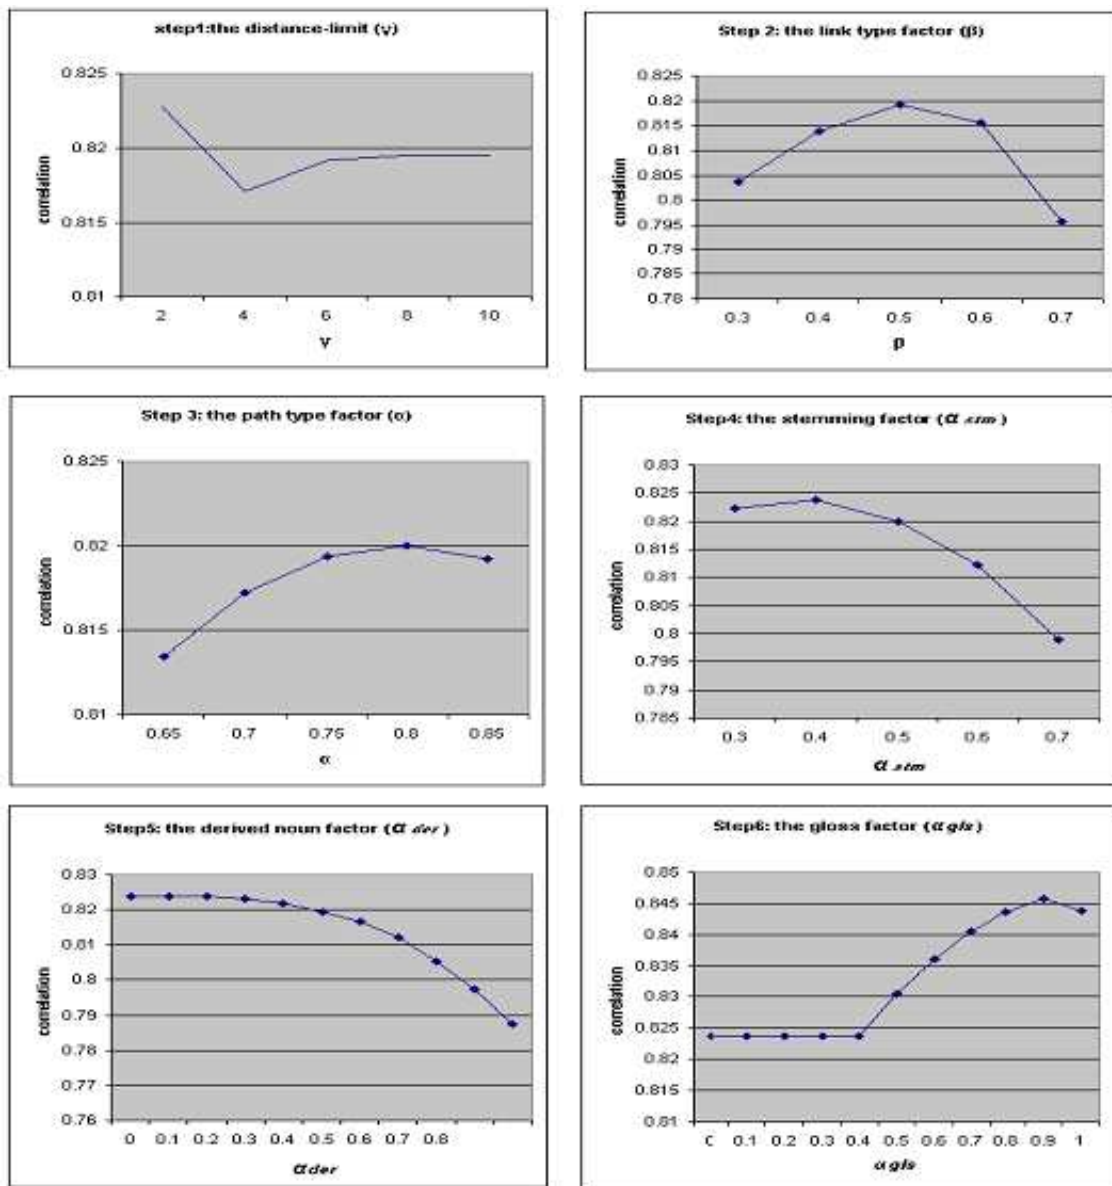 step1:the distance-limit (γ)
0.825
0.82
0.815
0.81
correlation
2 4 6 8 10
γ
Step 2: the link type factor (β)
0.825
0.82
0.815
0.81
0.805
0.8
0.795
0.79
0.785
0.78
correlation
0.3 0.4 0.5 0.6 0.7
β
Step 3: the path type factor (α)
0.825
0.82
0.815
0.81
correlation
0.65 0.7 0.75 0.8 0.85
α
Step4: the stemming factor (α stm )
0.83
0.825
0.82
0.815
0.81
0.805
0.8
0.795
0.79
0.785
correlation
0.3 0.4 0.5 0.6 0.7
α stm
Step5: the derived noun factor (α der )
0.83
0.82
0.81
0.8
0.79
0.78
0.77
0.76
correlation
0 0.1 0.2 0.3 0.4 0.5 0.6 0.7 0.8
α der
Step6: the gloss factor (α gls)
0.85
0.845
0.84
0.835
0.83
0.825
0.82
0.815
0.81
correlation
0 0.1 0.2 0.3 0.4 0.5 0.6 0.7 0.8 0.9 1
α gls